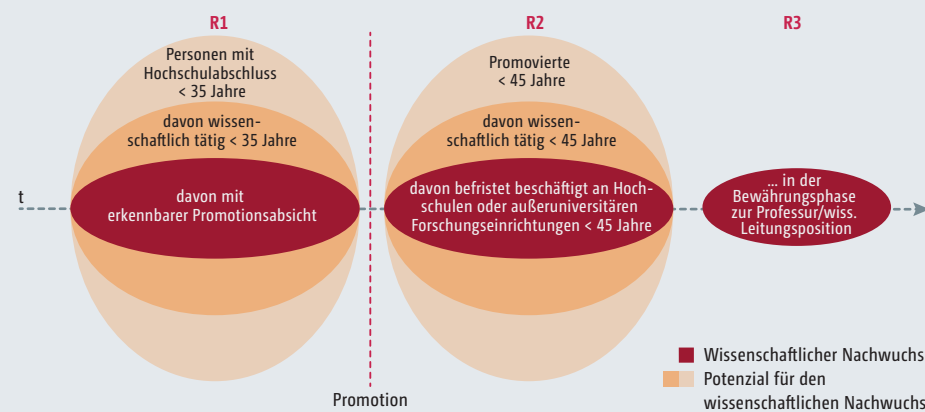 R1
R2
R3
Personen mit
Hochschulabschluss
< 35 Jahre
Promovierte
< 45 Jahre
davon wissen-
schaftlich tätig < 35 Jahre
davon wissen-
schaftlich tätig < 45 Jahre
t
davon mit
erkennbarer Promotionsabsicht
davon befristet beschäftigt an Hoch-
schulen oder außeruniversitären
Forschungseinrichtungen < 45 Jahre
... in der
Bewährungsphase
zur Professur/wiss.
Leitungsposition
Wissenschaftlicher Nachwuchs
Potenzial für den
wissenschaftlichen Nachwuchs
Promotion